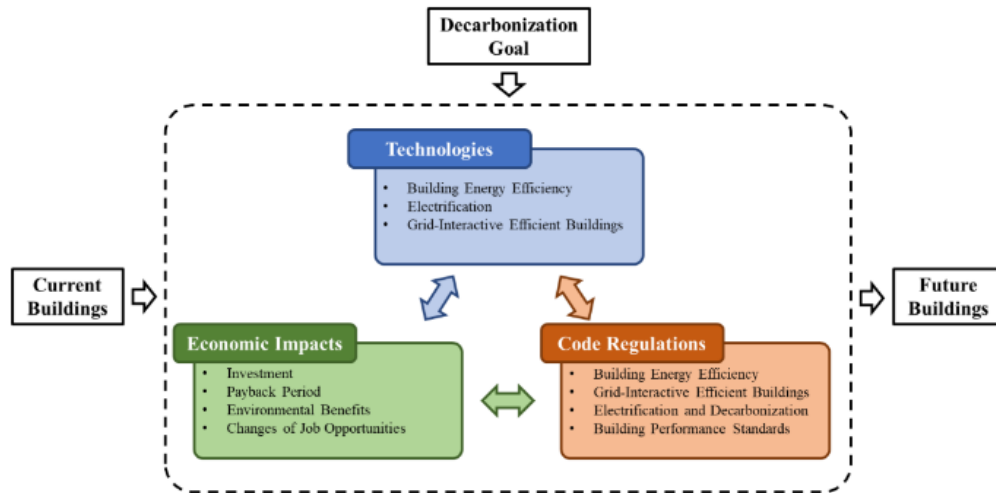 Decarbonization
Goal
Technologies
• Building Energy Efficiency
• Electrification
• Grid-Interactive Efficient Buildings
Current
Buildings
Future
Buildings
Economic Impacts
• Investment
• Payback Period
• Environmental Benefits
• Changes of Job Opportunities
Code Regulations
• Building Energy Efficiency
• Grid-Interactive Efficient Buildings
• Electrification and Decarbonization
• Building Performance Standards